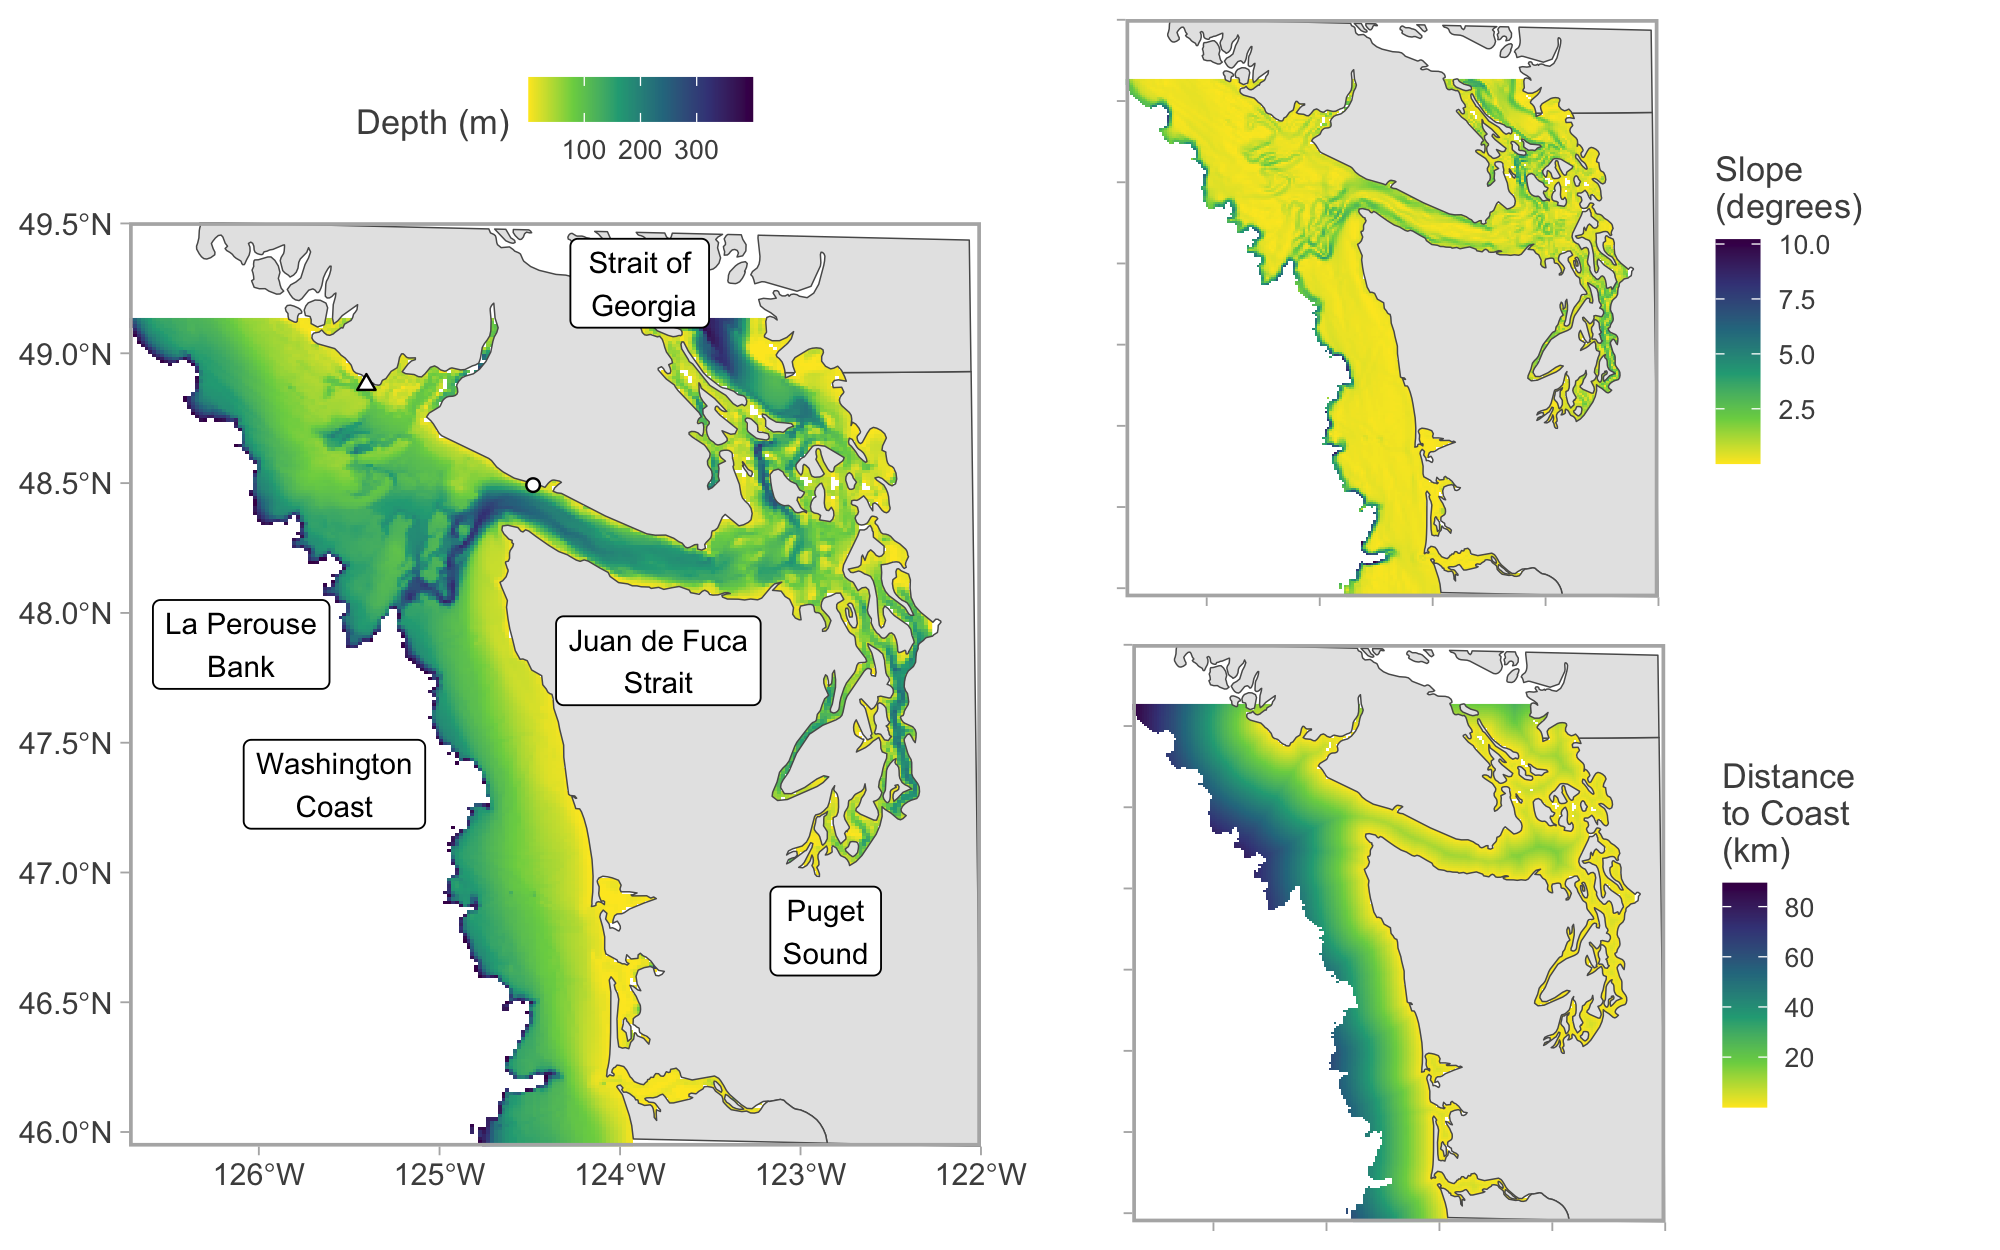 Depth (m)
100 200 300
49.5°N
49.0°N
48.5°N
48.0°N
47.5°N
47.0°N
46.5°N
46.0°N
126°W 125°W 124°W 123°W 122°W
Strait of
Georgia
La Perouse
Bank
Juan de Fuca
Strait
Washington
Coast
Puget
Sound
Slope
(degrees)
10.0
7.5
5.0
2.5
Distance
to Coast
(km)
80
60
40
20